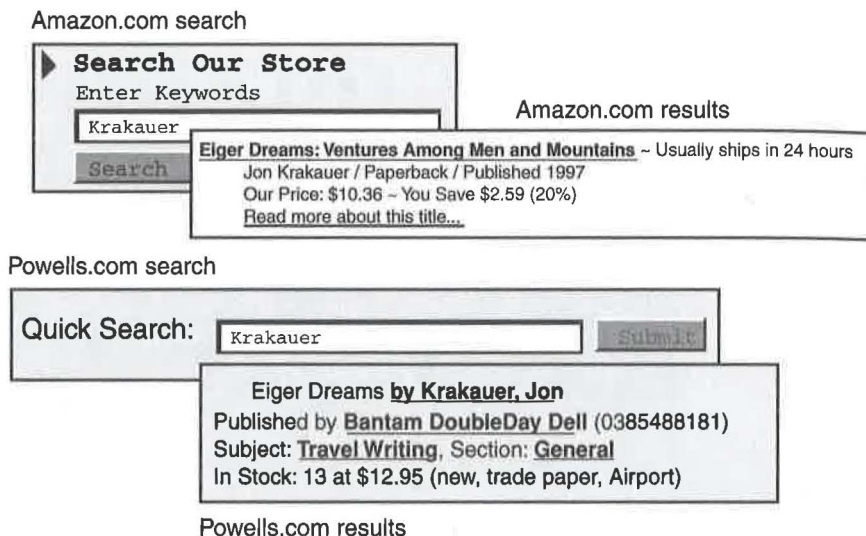 Amazon.com search
Search Our Store
Enter Keywords
Krakauer
Search
Amazon.com results
Eiger Dreams: Ventures Among Men and Mountains ~ Usually ships in 24 hours
Jon Krakauer / Paperback / Published 1997
Our Price: $10.36 ~ You Save $2.59 (20%)
Read more about this title...
Powells.com search
Quick Search:
Krakauer
Submit
Eiger Dreams by Krakauer, Jon
Published by Bantam DoubleDay Dell (0385488181)
Subject: Travel Writing, Section: General
In Stock: 13 at $12.95 (new, trade paper, Airport)
Powells.com results